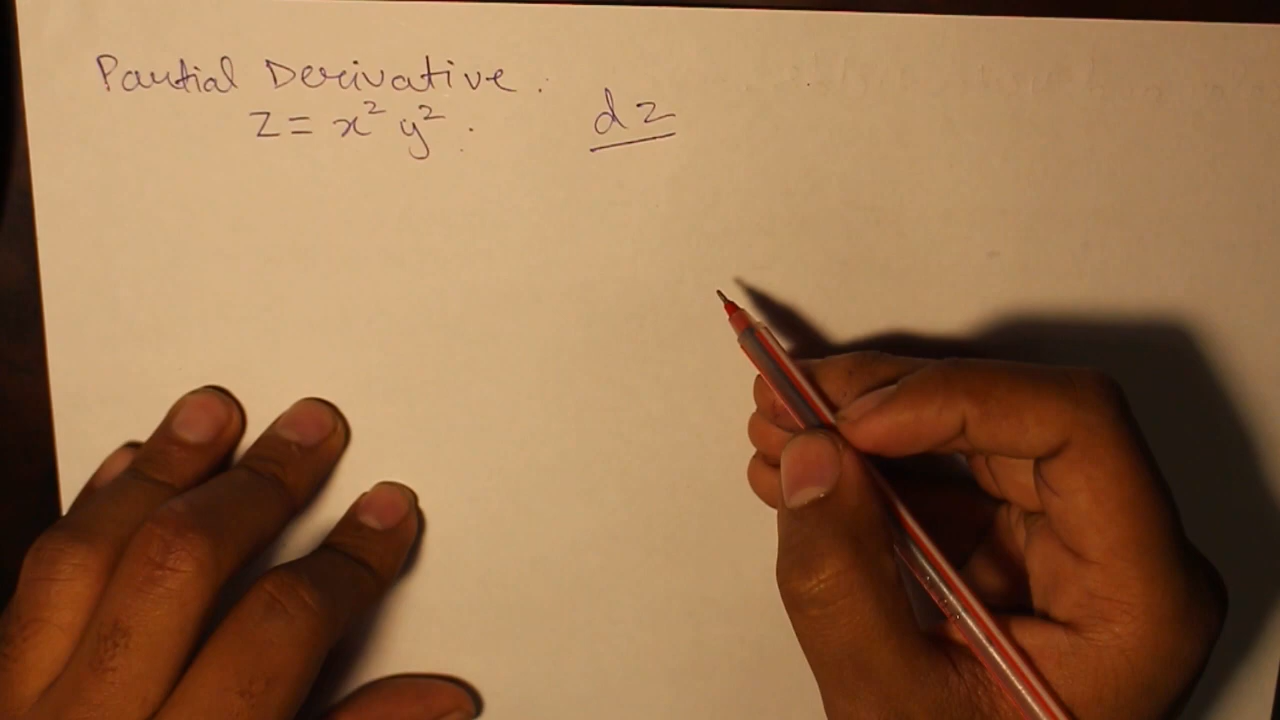 Partial Derivative.
z = x² y². dz